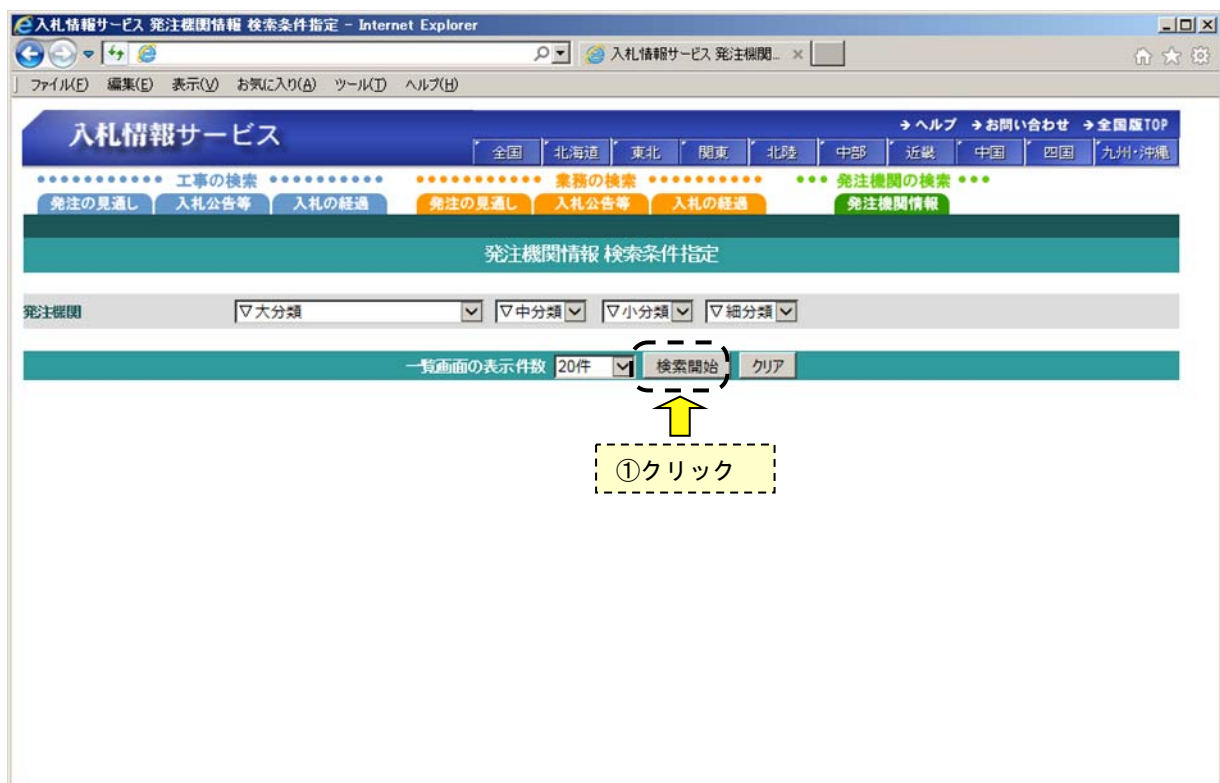 入札情報サービス 発注機関情報 検索条件指定 - Internet Explorer
入札情報サービス 発注機関...
ファイル(F) 編集(E) 表示(V) お気に入り(A) ツール(T) ヘルプ(H)
入札情報サービス
→ヘルプ →お問い合わせ →全国版TOP
全国 北海道 東北 関東 北陸 中部 近畿 中国 四国 九州・沖縄
工事の検索 業務の検索 発注機関の検索
発注の見通し 入札公告等 入札の経過 発注の見通し 入札公告等 入札の経過 発注機関情報
発注機関情報 検索条件指定
発注機関 ▽大分類 ▽中分類 ▽小分類 ▽細分類
一覧画面の表示件数 20件 検索開始 クリア
①クリック